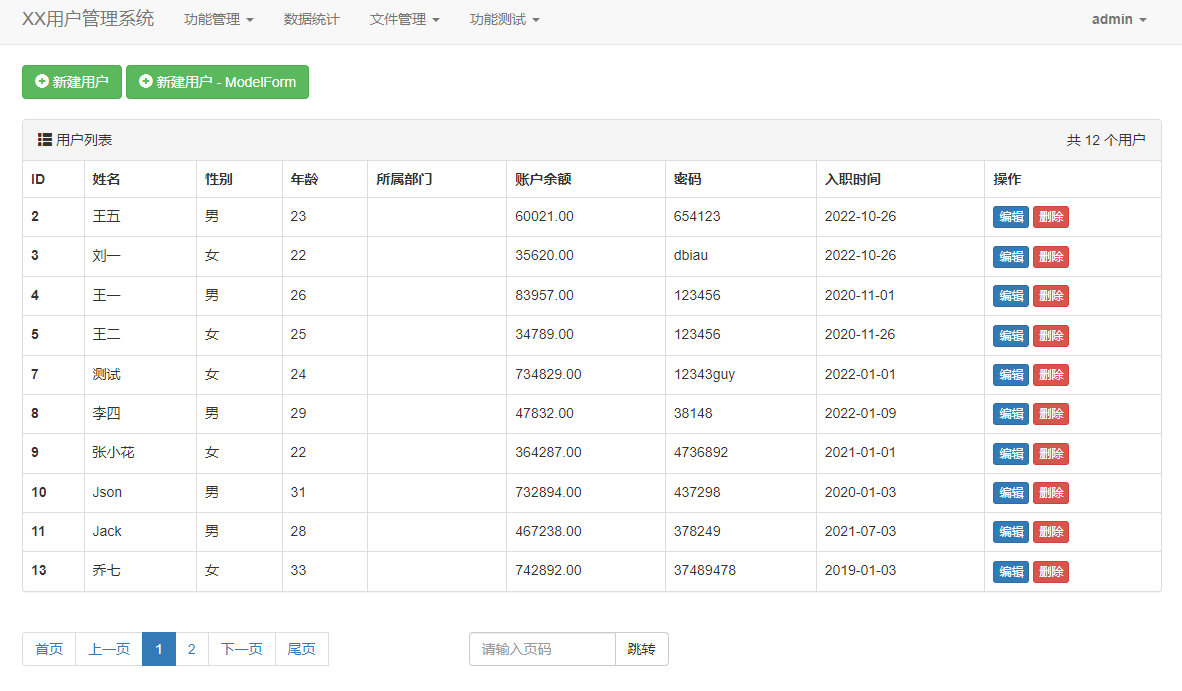 XX用户管理系统 功能管理 数据统计 文件管理 功能测试 admin
新建用户 新建用户 - ModelForm
用户列表 共 12 个用户
ID 姓名 性别 年龄 所属部门 账户余额 密码 入职时间 操作
2 王五 男 23 60021.00 654123 2022-10-26 编辑 删除
3 刘一 女 22 35620.00 dbiau 2022-10-26 编辑 删除
4 王一 男 26 83957.00 123456 2020-11-01 编辑 删除
5 王二 女 25 34789.00 123456 2020-11-26 编辑 删除
7 测试 女 24 734829.00 12343guy 2022-01-01 编辑 删除
8 李四 男 29 47832.00 38148 2022-01-09 编辑 删除
9 张小花 女 22 364287.00 4736892 2021-01-01 编辑 删除
10 Json 男 31 732894.00 437298 2020-01-03 编辑 删除
11 Jack 男 28 467238.00 378249 2021-07-03 编辑 删除
13 乔七 女 33 742892.00 37489478 2019-01-03 编辑 删除
首页 上一页 1 2 下一页 尾页 请输入页码 跳转